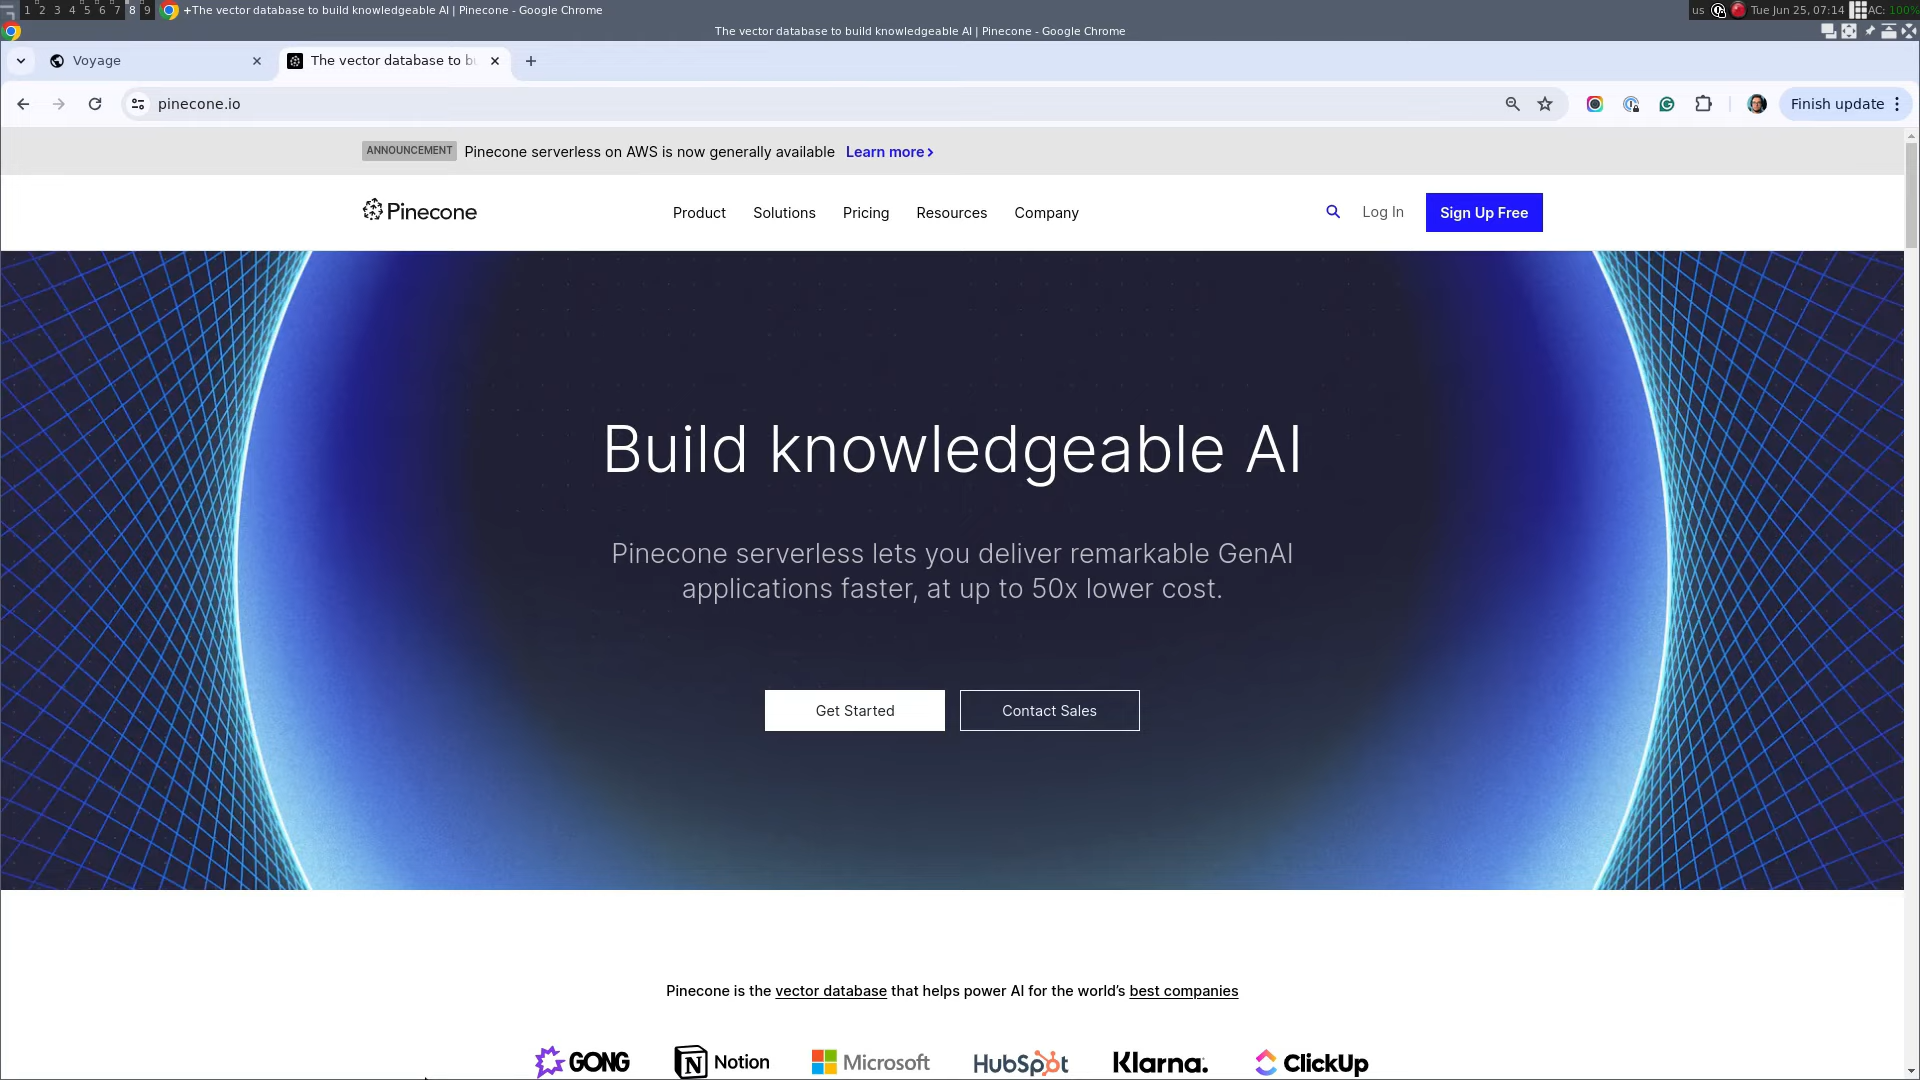 1 2 3 4 5 6 7 8 9 +The vector database to build knowledgeable AI | Pinecone - Google Chrome us Tue Jun 25, 07:14 AC: 100%
The vector database to build knowledgeable AI | Pinecone - Google Chrome
Voyage The vector database to b
pinecone.io Finish update
ANNOUNCEMENT Pinecone serverless on AWS is now generally available Learn more
Pinecone Product Solutions Pricing Resources Company Log In Sign Up Free
Build knowledgeable AI
Pinecone serverless lets you deliver remarkable GenAI
applications faster, at up to 50x lower cost.
Get Started Contact Sales
Pinecone is the vector database that helps power AI for the world's best companies
GONG Notion Microsoft HubSpot Klarna. ClickUp